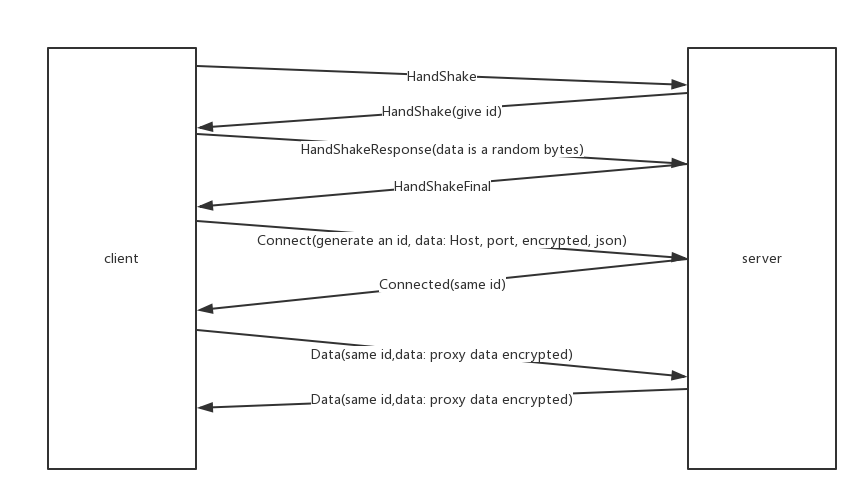 HandShake
HandShake(give id)
HandShakeResponse(data is a random bytes)
HandShakeFinal
Connect(generate an id, data: Host, port, encrypted, json)
client
server
Connected(same id)
Data(same id,data: proxy data encrypted)
Data(same id,data: proxy data encrypted)